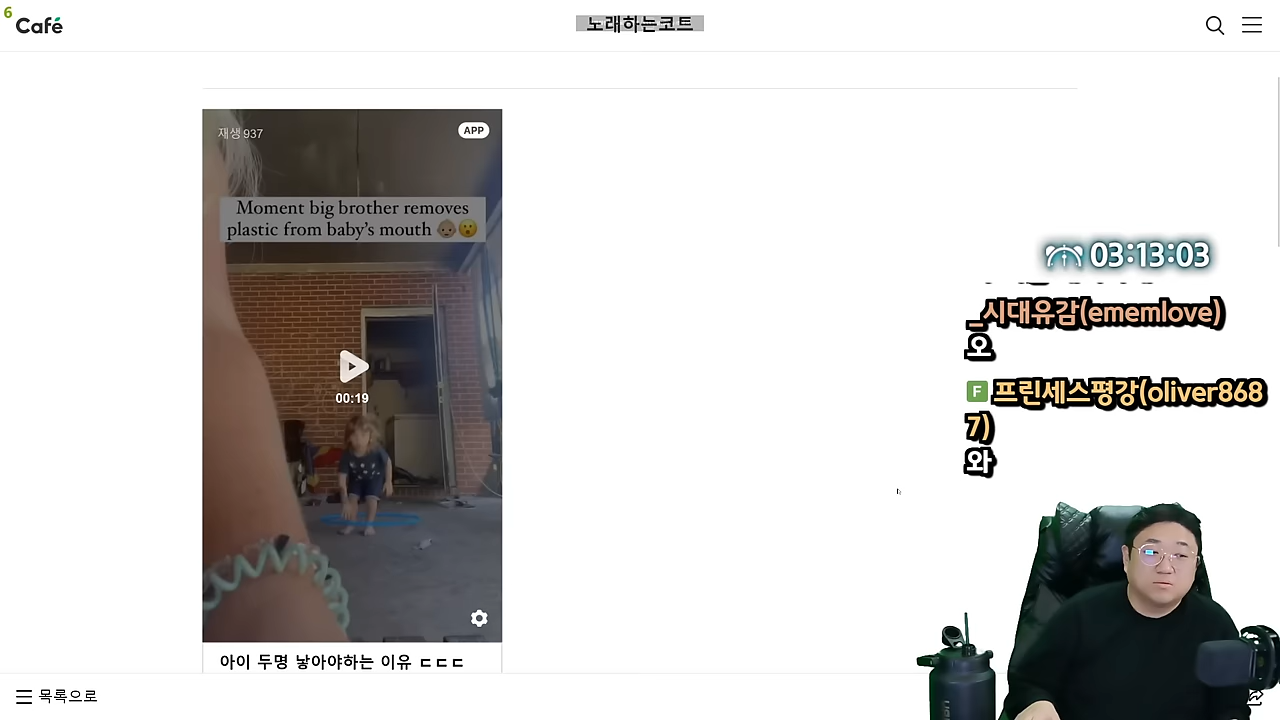 6
Café
노래하는코트
재생 937
APP
Moment big brother removes
plastic from baby's mouth 👶🏼😮
00:19
03:13:03
_시대유감(ememlove)
오
F 프린세스평강(oliver868
7)
와
아이 두명 낳아야하는 이유 ㄷㄷㄷ
목록으로